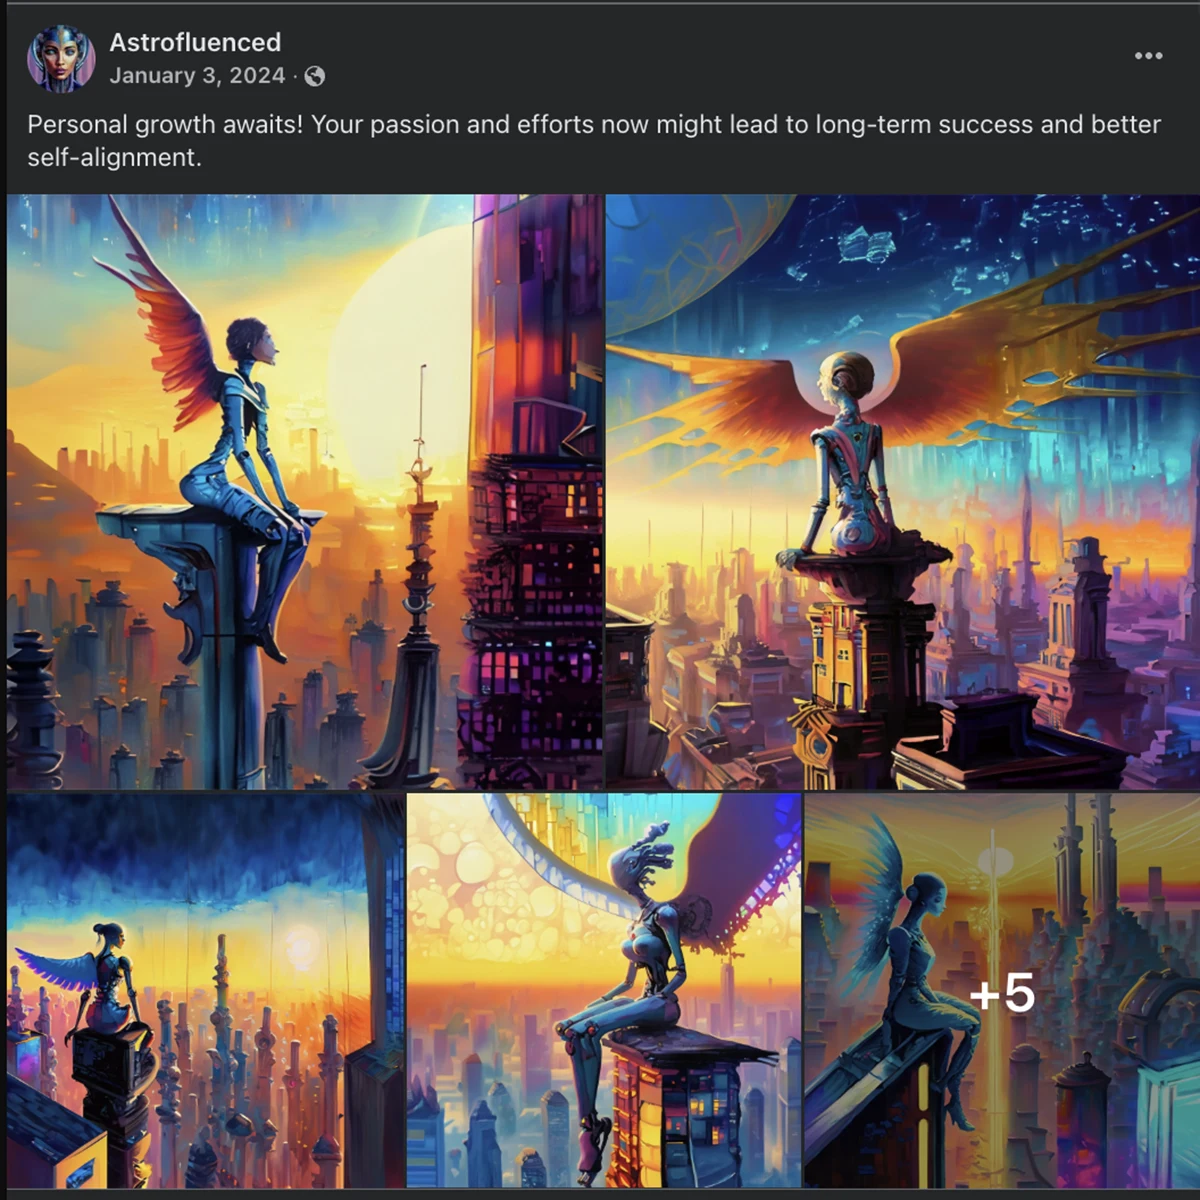 Astrofluenced
January 3, 2024 ·
Personal growth awaits! Your passion and efforts now might lead to long-term success and better
self-alignment.
+5